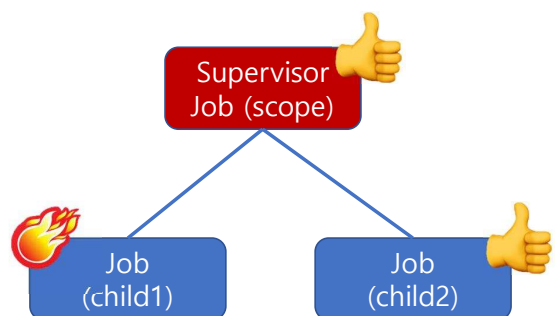 Supervisor
Job (scope)
Job
(child1)
Job
(child2)